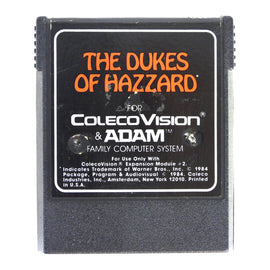 THE DUKES
OF HAZZARD
FOR
COLECOVISION®
& ADAM™
FAMILY COMPUTER SYSTEM
For Use Only With
ColecoVision® Expansion Module #2.
Indicates Trademark of Warner Bros., Inc. © 1984
Package, Program & Audiovisual © 1984, Coleco
Industries, Inc., Amsterdam, New York 12010. Printed
in U.S.A.